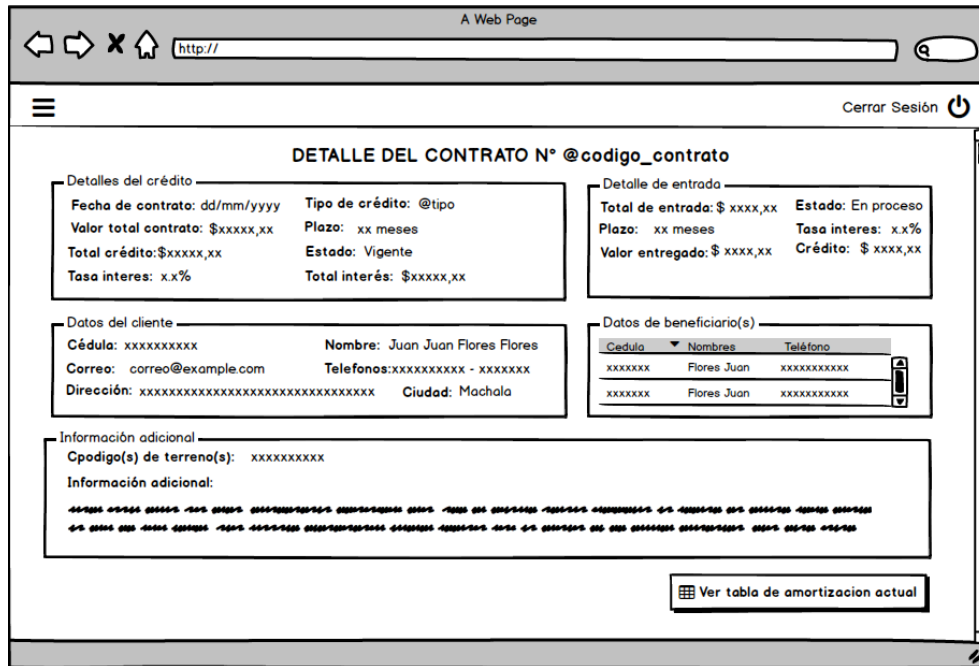 A Web Page
http://
Cerrar Sesión
DETALLE DEL CONTRATO N° @codigo_contrato
Detalles del crédito
Fecha de contrato: dd/mm/yyyy Tipo de crédito: @tipo
Valor total contrato: $xxxxx,xx Plazo: xx meses
Total crédito:$xxxxx,xx Estado: Vigente
Tasa interes: x.x% Total interés: $xxxxx,xx
Detalle de entrada
Total de entrada: $ xxxx,xx Estado: En proceso
Plazo: xx meses Tasa interes: x.x%
Valor entregado: $ xxxx,xx Crédito: $ xxxx,xx
Datos del cliente
Cédula: xxxxxxxxxx Nombre: Juan Juan Flores Flores
Correo: correo@example.com Telefonos:xxxxxxxxxx - xxxxxxx
Dirección: xxxxxxxxxxxxxxxxxxxxxxxxxxxxxxxxx Ciudad: Machala
Datos de beneficiario(s)
Cedula Nombres Teléfono
xxxxxxx Flores Juan xxxxxxxxxxx
xxxxxxx Flores Juan xxxxxxxxxxx
Información adicional
Cpodigo(s) de terreno(s): xxxxxxxxxx
Información adicional:
Ver tabla de amortizacion actual